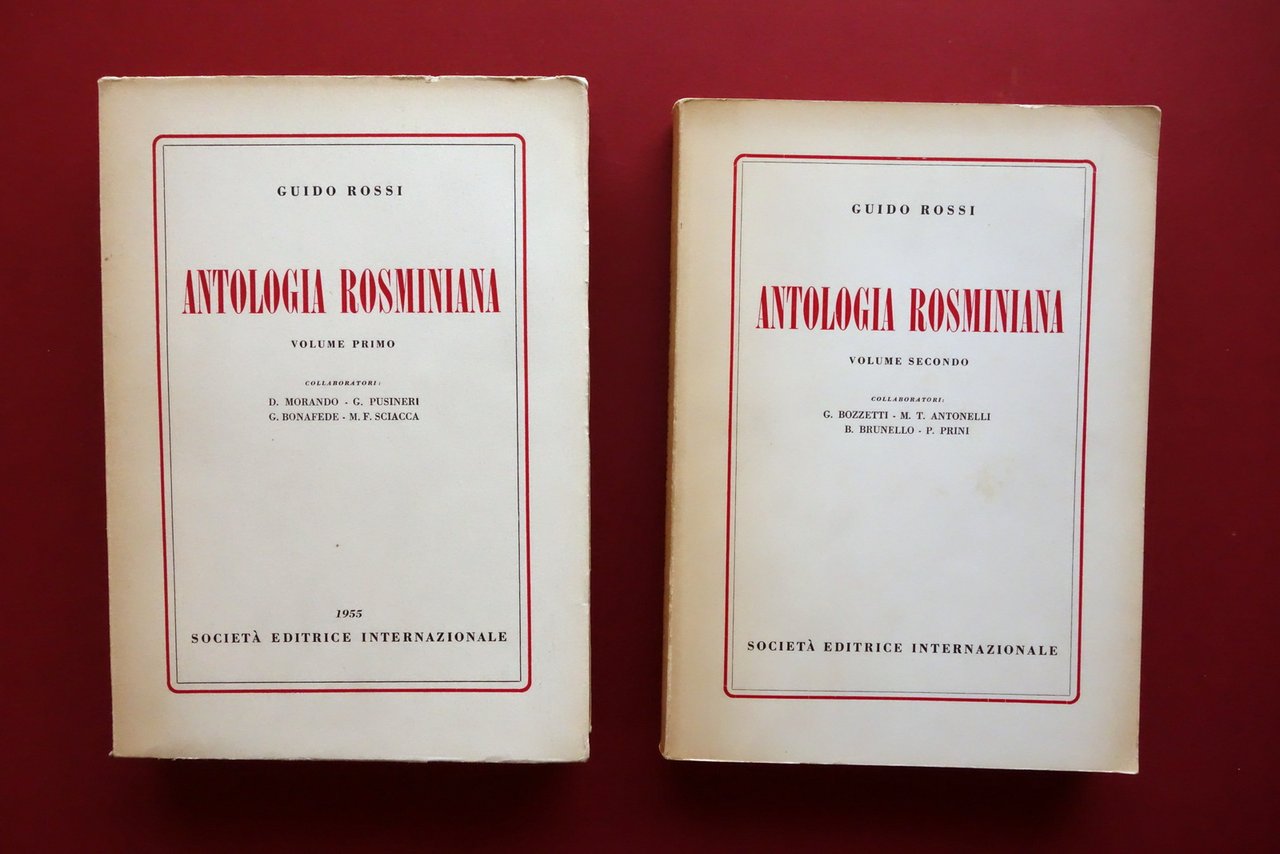 GUIDO ROSSI
ANTOLOGIA ROSMINIANA
VOLUME PRIMO
COLLABORATORI:
D. MORANDO - G. PUSINERI
G. BONAFEDE - M. F. SCIACCA
1955
SOCIETÀ EDITRICE INTERNAZIONALE
GUIDO ROSSI
ANTOLOGIA ROSMINIANA
VOLUME SECONDO
COLLABORATORI:
G. BOZZETTI - M. T. ANTONELLI
B. BRUNELLO - P. PRINI
SOCIETÀ EDITRICE INTERNAZIONALE